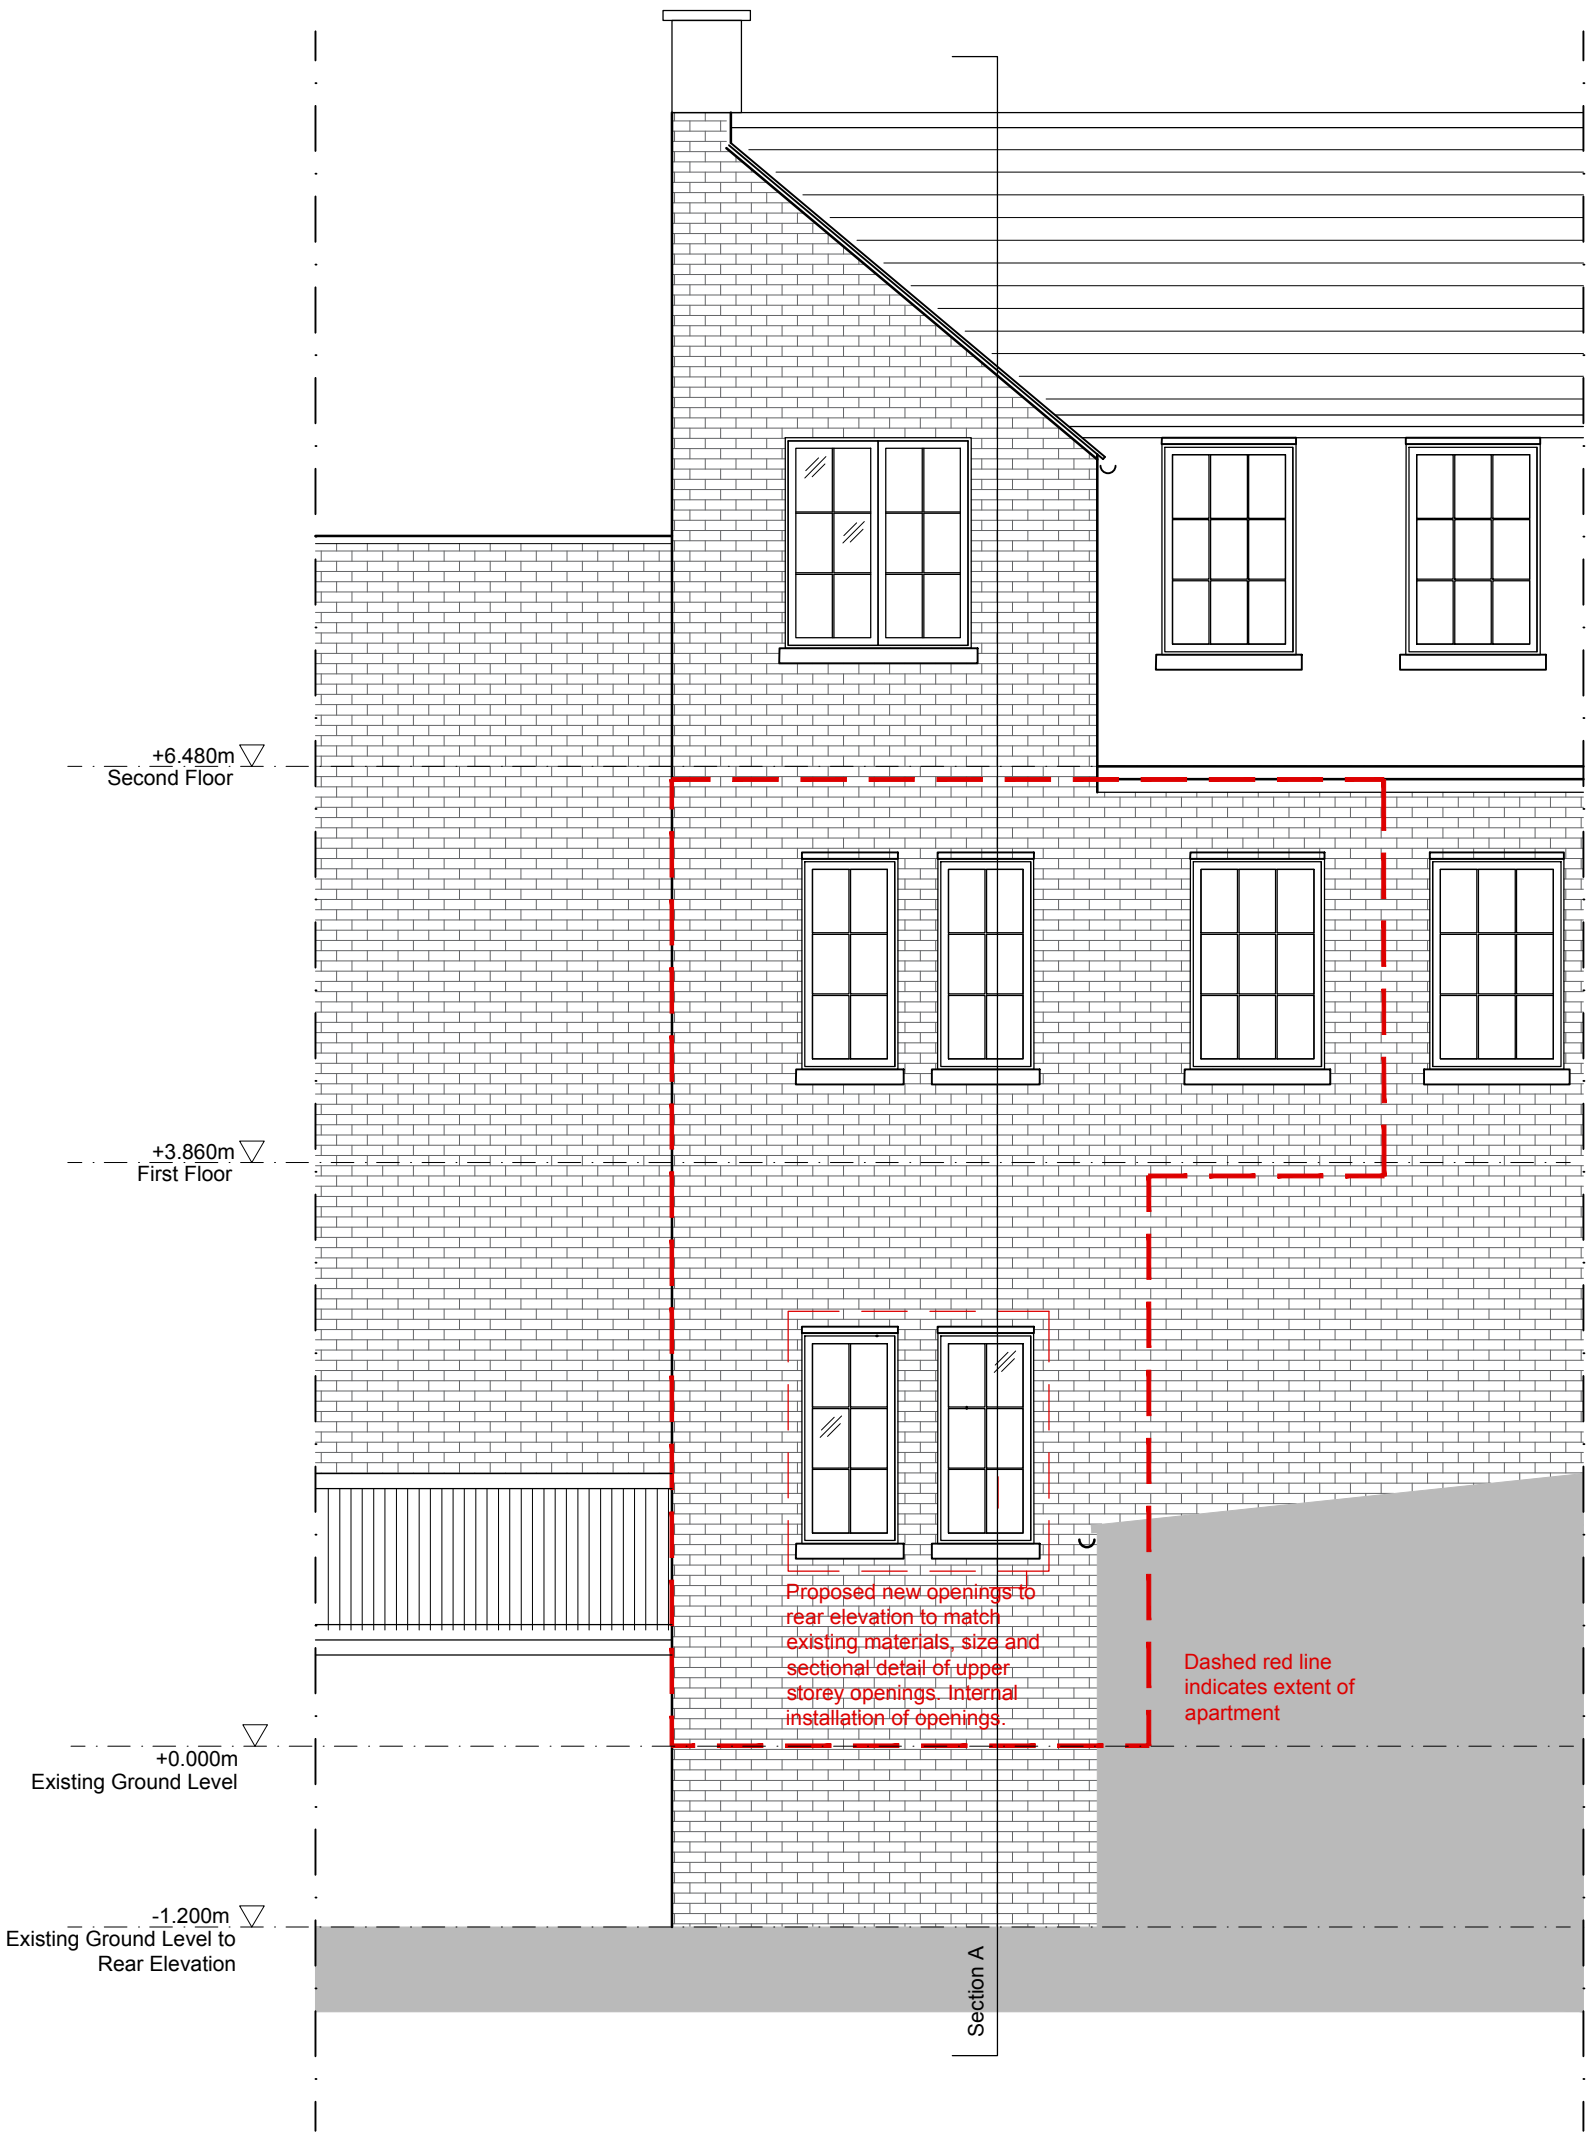 +6.480m
Second Floor
+3.860m
First Floor
Proposed new openings to
rear elevation to match
existing materials, size and
sectional detail of upper
storey openings. Internal
installation of openings.
Dashed red line
indicates extent of
apartment
+0.000m
Existing Ground Level
-1.200m
Existing Ground Level to
Rear Elevation
Section A